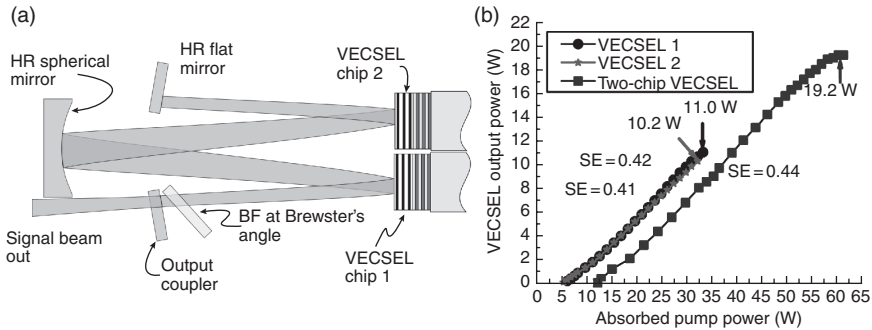 (a)
HR spherical
mirror
HR flat
mirror
VECSEL
chip 2
Signal beam
out
Output
coupler
BF at Brewster's
angle
VECSEL
chip 1
(b)
VECSEL output power (W)
22
20
18
16
14
12
10
8
6
4
2
0
VECSEL 1
VECSEL 2
Two-chip VECSEL
19.2 W
11.0 W
10.2 W
SE = 0.42
SE = 0.41
SE = 0.44
0 5 10 15 20 25 30 35 40 45 50 55 60 65
Absorbed pump power (W)